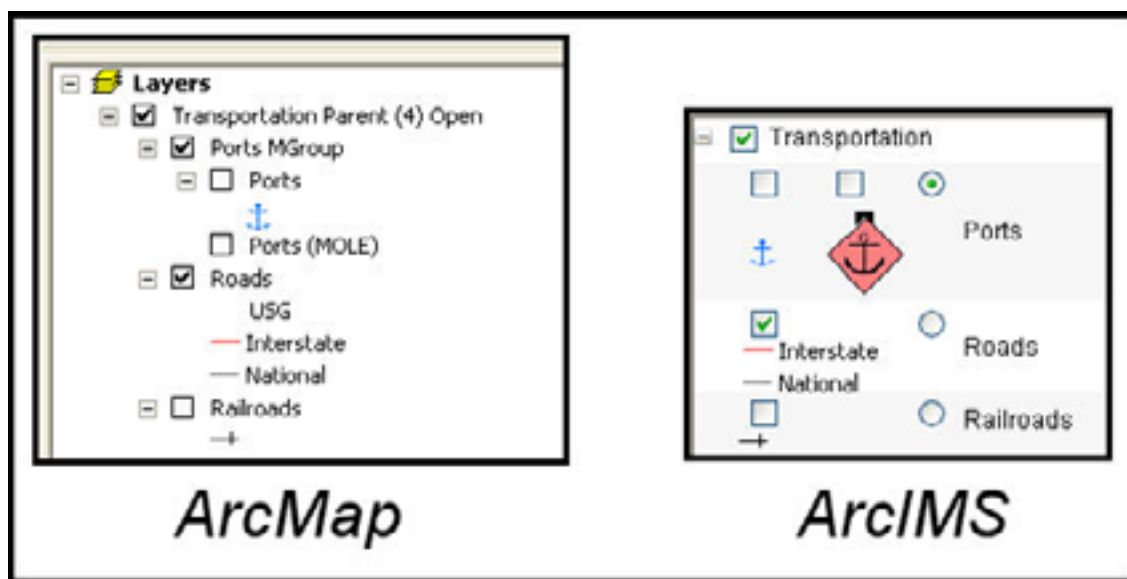 Layers
Transportation Parent (4) Open
Ports MGroup
Ports
Ports (MOLE)
Roads
USG
Interstate
National
Railroads
ArcMap
Transportation
Ports
Roads
Interstate
National
Railroads
ArcIMS